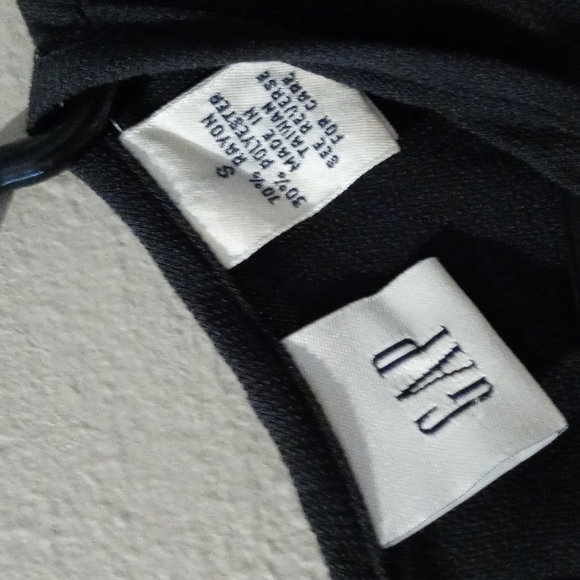 S
70% RAYON
30% POLYESTER
MADE IN
TAIWAN
SEE REVERSE
FOR CARE
GAP